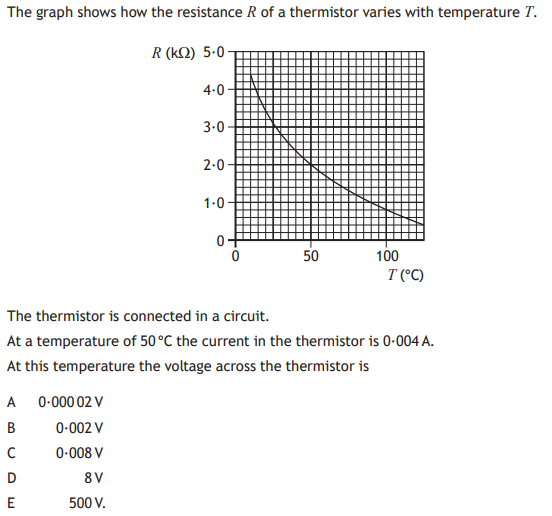 The graph shows how the resistance R of a thermistor varies with temperature T.
R (kΩ) 5·0
4·0
3·0
2·0
1·0
0
0 50 100
T (°C)
The thermistor is connected in a circuit.
At a temperature of 50 °C the current in the thermistor is 0·004 A.
At this temperature the voltage across the thermistor is
A 0·000 02 V
B 0·002 V
C 0·008 V
D 8 V
E 500 V.